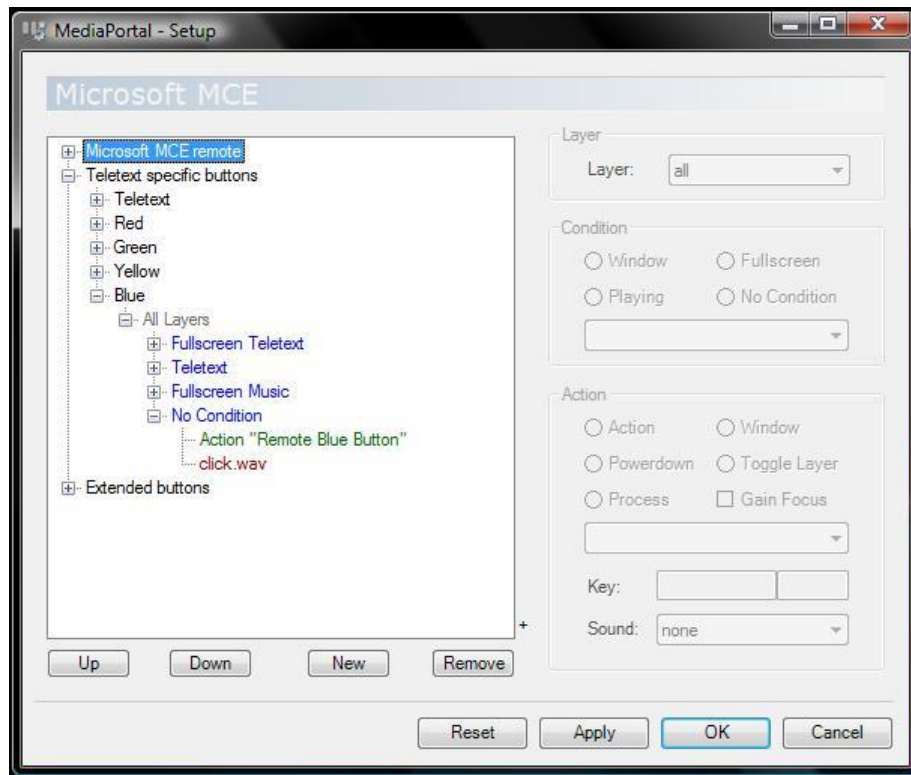 MediaPortal - Setup
Microsoft MCE
Microsoft MCE remote
Teletext specific buttons
Teletext
Red
Green
Yellow
Blue
All Layers
Fullscreen Teletext
Teletext
Fullscreen Music
No Condition
Action "Remote Blue Button"
click.wav
Extended buttons
+
Up Down New Remove
Layer
Layer: all
Condition
Window Fullscreen
Playing No Condition
Action
Action Window
Powerdown Toggle Layer
Process Gain Focus
Key:
Sound: none
Reset Apply OK Cancel